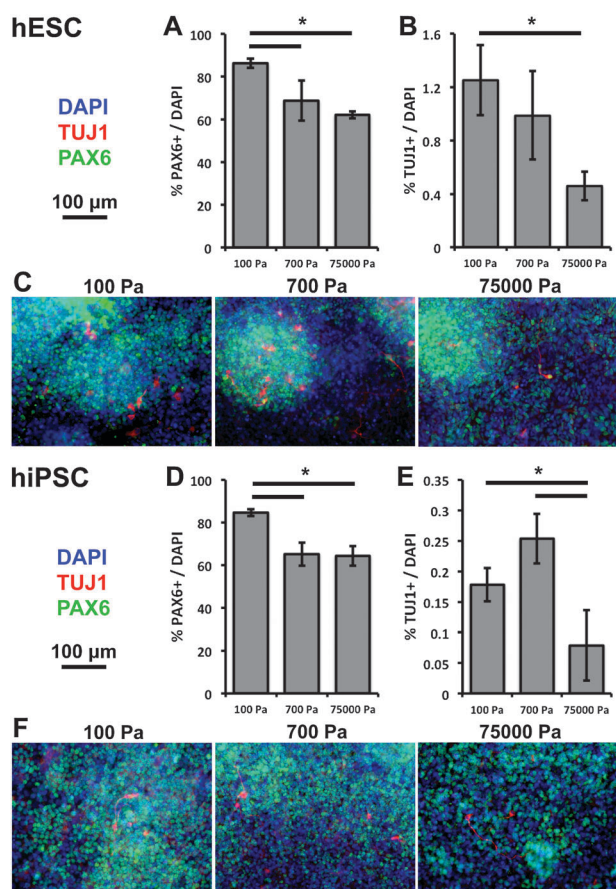 hESC
DAPI
TUJ1
PAX6
100 μm
A
*
% PAX6+ / DAPI
100
80
60
40
20
0
100 Pa 700 Pa 75000 Pa
B
*
% TUJ1+ / DAPI
1.6
1.2
0.8
0.4
0
100 Pa 700 Pa 75000 Pa
C 100 Pa 700 Pa 75000 Pa
hiPSC
DAPI
TUJ1
PAX6
100 μm
D
*
% PAX6+ / DAPI
100
80
60
40
20
0
100 Pa 700 Pa 75000 Pa
E
*
% TUJ1+ / DAPI
0.35
0.3
0.25
0.2
0.15
0.1
0.05
0
100 Pa 700 Pa 75000 Pa
F 100 Pa 700 Pa 75000 Pa